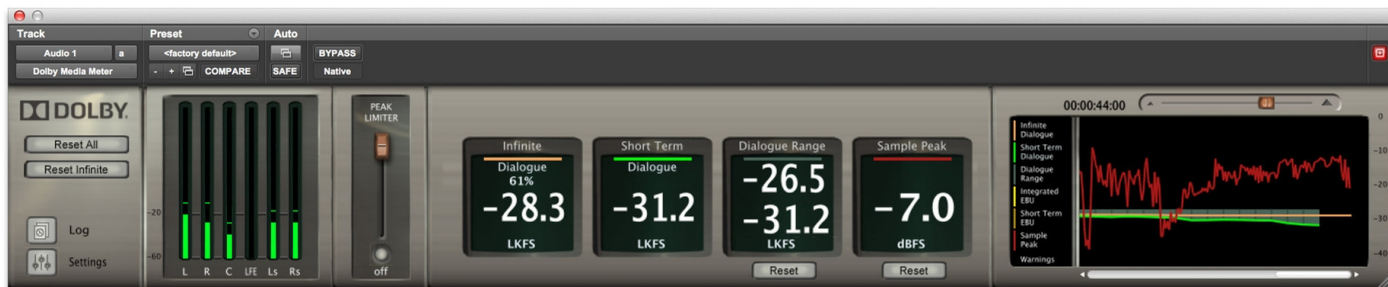 Track Preset Auto
Audio 1 a <factory default> BYPASS
Dolby Media Meter - + COMPARE SAFE Native
DOLBY
Reset All
Reset Infinite
Log
Settings
-20
-60
L R C LFE Ls Rs
PEAK
LIMITER
off
Infinite
Dialogue
61%
-28.3
LKFS
Short Term
Dialogue
-31.2
LKFS
Dialogue Range
-26.5
-31.2
LKFS
Reset
Sample Peak
-7.0
dBFS
Reset
00:00:44:00
Infinite
Dialogue
Short Term
Dialogue
Dialogue
Range
Integrated
EBU
Short Term
EBU
Sample
Peak
Warnings
0
-10
-20
-30
-40